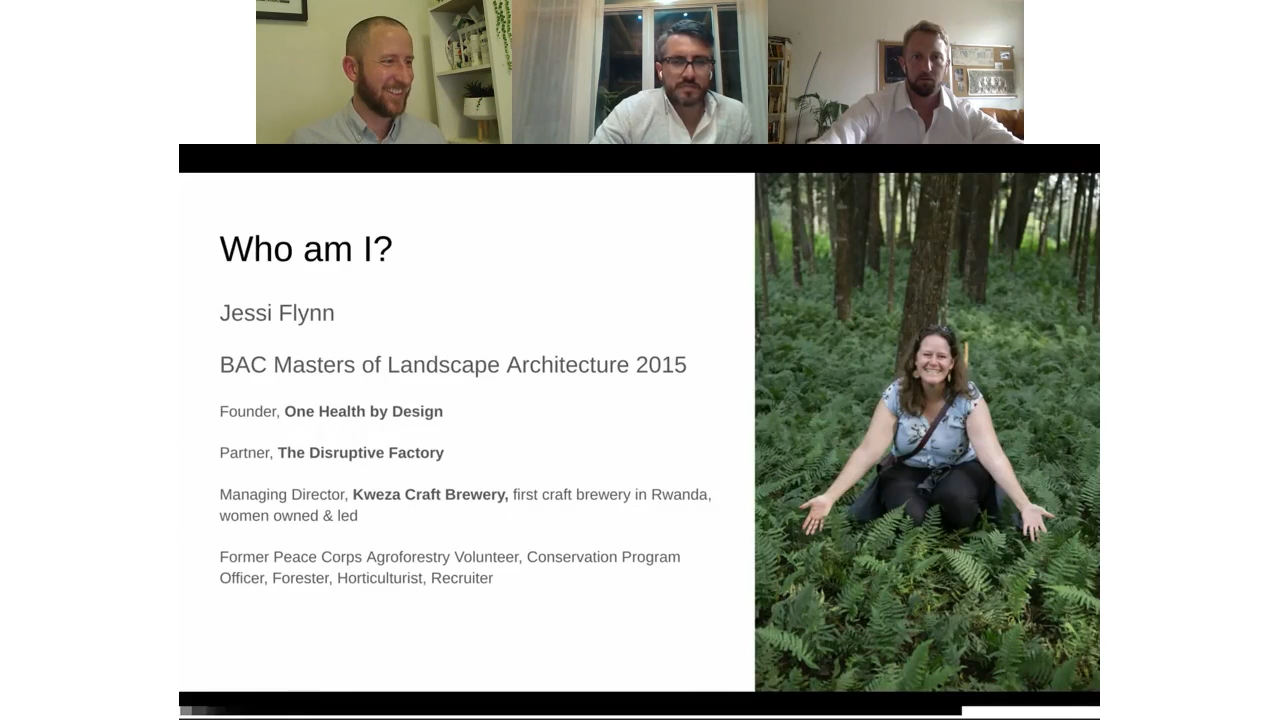 Who am I?
Jessi Flynn
BAC Masters of Landscape Architecture 2015
Founder, One Health by Design
Partner, The Disruptive Factory
Managing Director, Kweza Craft Brewery, first craft brewery in Rwanda,
women owned & led
Former Peace Corps Agroforestry Volunteer, Conservation Program
Officer, Forester, Horticulturist, Recruiter